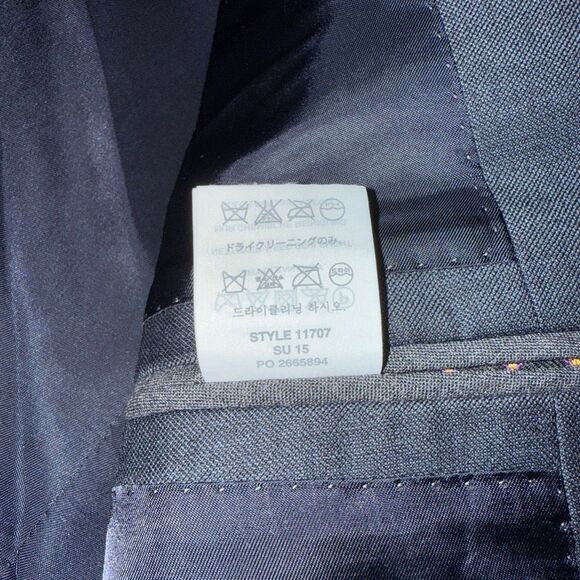 ドライクリーニングのみ.
드라이클리닝 하시오.
STYLE 11707
SU 15
PO 2665894